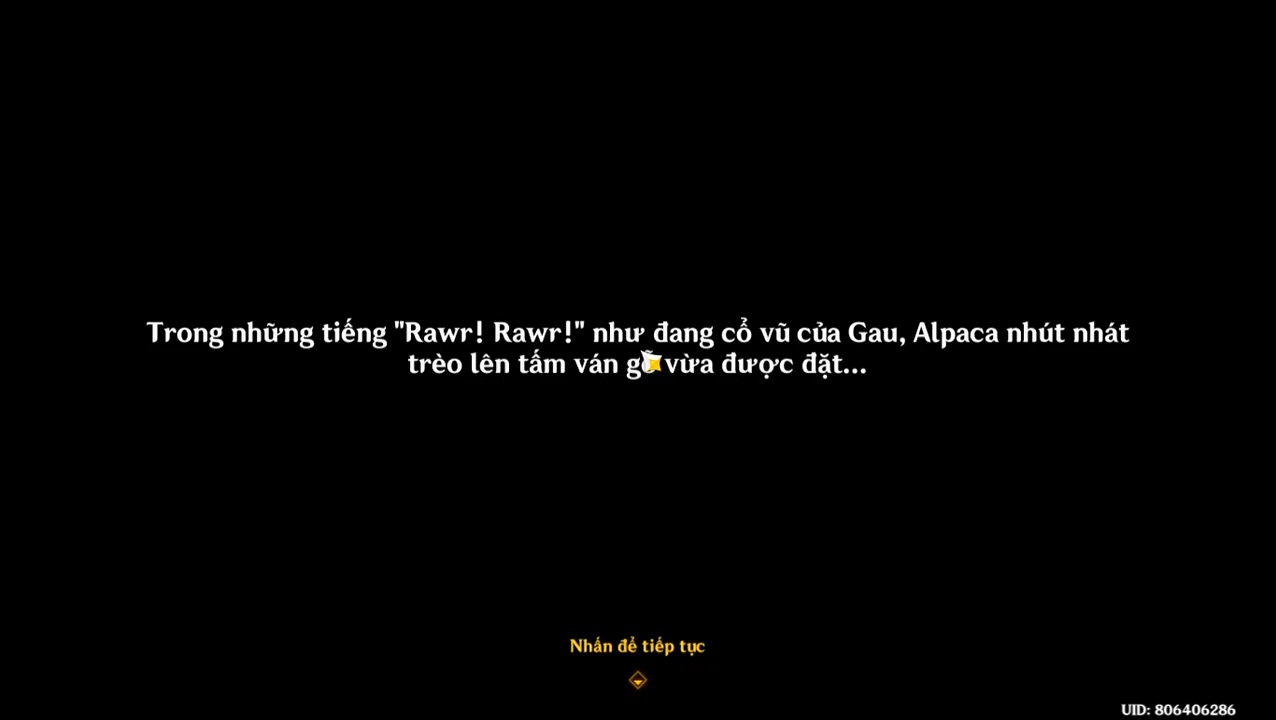 Trong những tiếng "Rawr! Rawr!" như đang cổ vũ của Gau, Alpaca nhút nhát
trèo lên tấm ván gỗ vừa được đặt...
Nhấn để tiếp tục
UID: 806406286